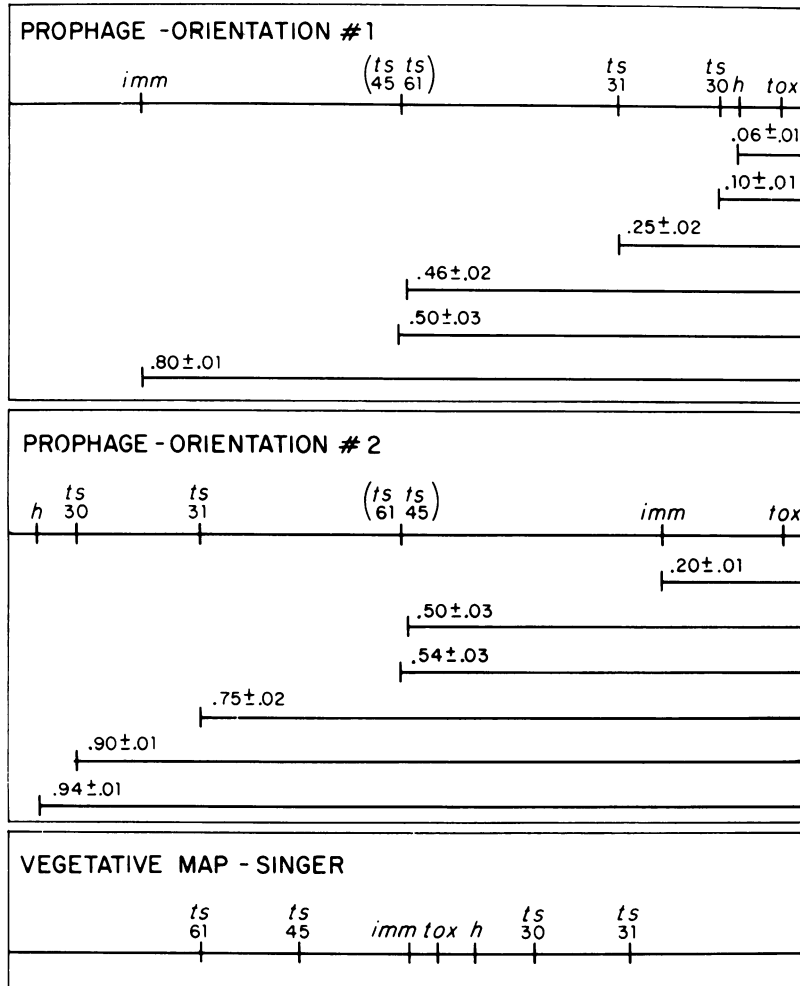 PROPHAGE - ORIENTATION #1
imm (ts ts ts ts h tox
45 61) 31 30
.06±.01
.10±.01
.25±.02
.46±.02
.50±.03
.80±.01
PROPHAGE - ORIENTATION #2
h ts ts (ts ts imm tox
30 31 61 45)
.20±.01
.50±.03
.54±.03
.75±.02
.90±.01
.94±.01
VEGETATIVE MAP - SINGER
ts ts imm tox h ts ts
61 45 30 31